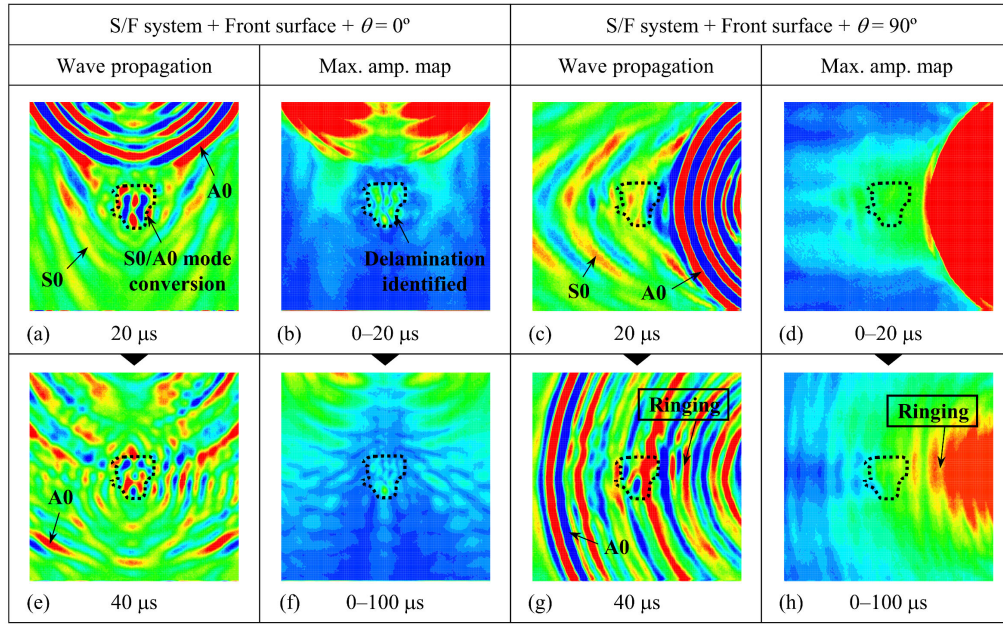 S/F system + Front surface + θ = 0º
S/F system + Front surface + θ = 90º
Wave propagation
Max. amp. map
Wave propagation
Max. amp. map
A0
S0
S0/A0 mode
conversion
(a)
20 μs
Delamination
identified
(b)
0–20 μs
S0
A0
(c)
20 μs
(d)
0–20 μs
A0
(e)
40 μs
(f)
0–100 μs
Ringing
A0
(g)
40 μs
Ringing
(h)
0–100 μs